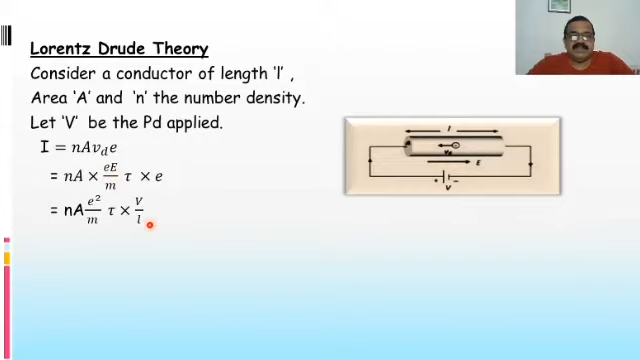 Lorentz Drude Theory
Consider a conductor of length 'l' ,
Area 'A' and 'n' the number density.
Let 'V' be the Pd applied.
I = nAv_d e
= nA × eE/m τ × e
= nA e²/m τ × V/l
l
A
v_d
E
+ −
V